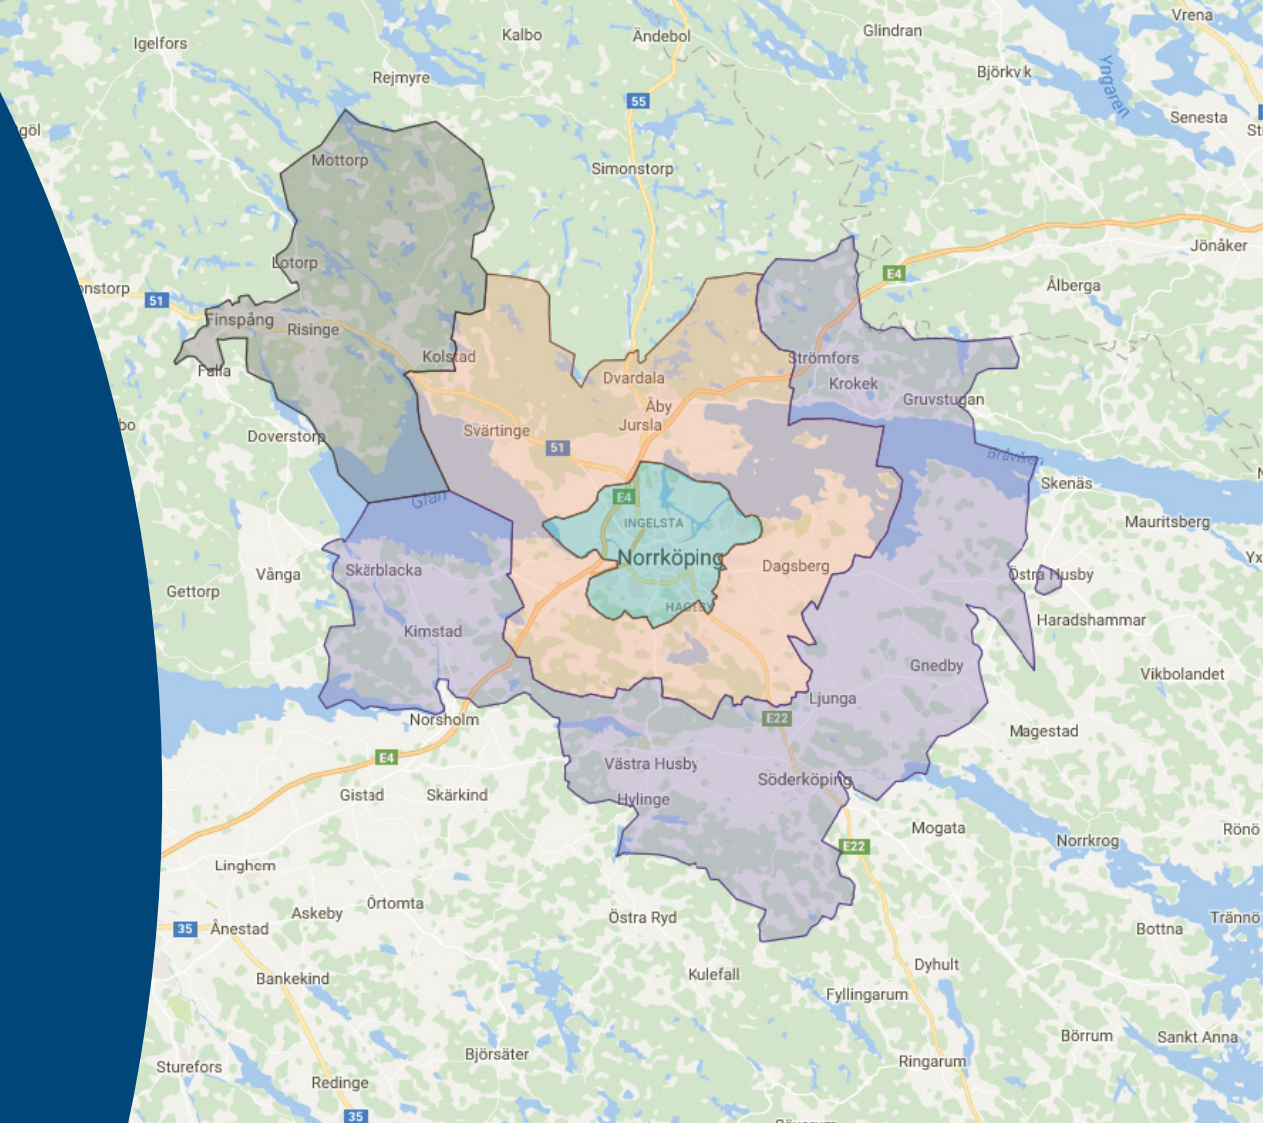 Vrena
Glindran
Kalbo
Ändebol
Igelfors
Björkvik
Rejmyre
Yngaren
55
Senesta
göl
Mottorp
Simonstorp
Jönåker
Lotorp
E4
Ålberga
onstorp
51
Finspång
Risinge
Kolstad
Strömfors
Falla
Dvardala
Krokek
Gruvstugan
Åby
Jursla
Svärtinge
Doverstorp
51
Bråviken
Skenäs
Glan
E4
INGELSTA
Mauritsberg
Norrköping
Dagsberg
Skärblacka
Vånga
Östra Husby
Gettorp
HAGEBY
Haradshammar
Kimstad
Gnedby
Vikbolandet
Ljunga
Norsholm
E22
Magestad
E4
Västra Husby
Söderköping
Gistad
Skärkind
Hylinge
Mogata
Rönö
Norrkrog
E22
Linghem
Örtomta
Askeby
Östra Ryd
Trännö
35
Ånestad
Bottna
Dyhult
Kulefall
Bankekind
Fyllingarum
Börrum
Sankt Anna
Björsäter
Ringarum
Sturefors
Redinge
35